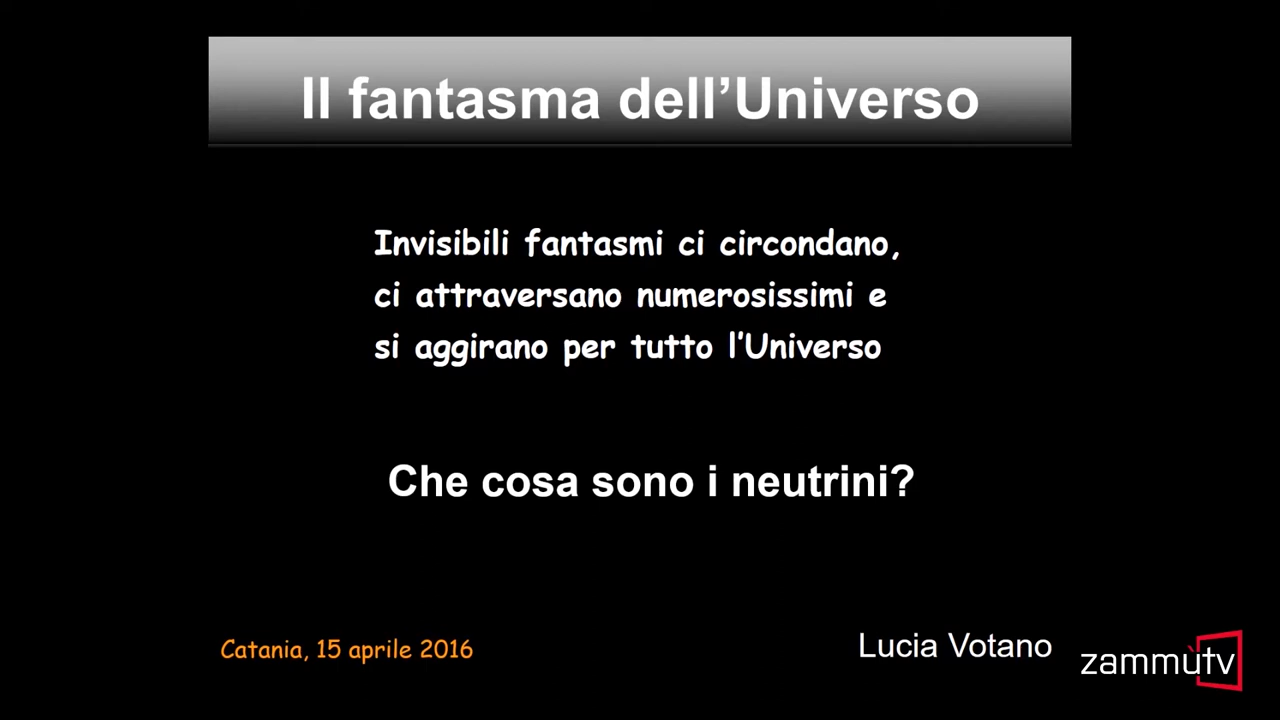 Il fantasma dell’Universo
Invisibili fantasmi ci circondano,
ci attraversano numerosissimi e
si aggirano per tutto l’Universo
Che cosa sono i neutrini?
Catania, 15 aprile 2016
Lucia Votano
zammùtv